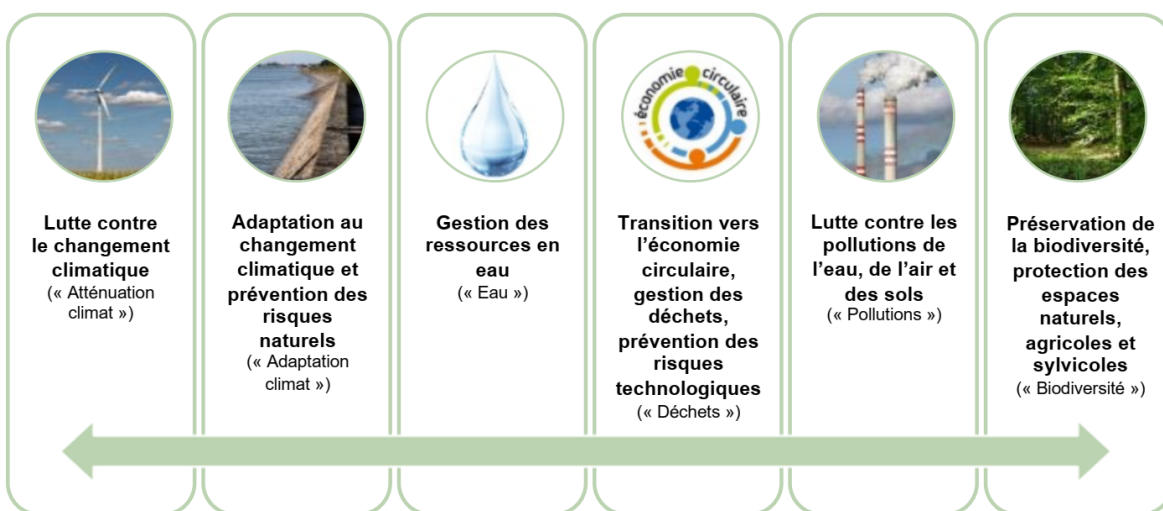 Lutte contre
le changement
climatique
(« Atténuation
climat »)
Adaptation au
changement
climatique et
prévention des
risques
naturels
(« Adaptation
climat »)
Gestion des
ressources en
eau
(« Eau »)
économie circulaire
Transition vers
l’économie
circulaire,
gestion des
déchets,
prévention des
risques
technologiques
(« Déchets »)
Lutte contre les
pollutions de
l’eau, de l’air et
des sols
(« Pollutions »)
Préservation de
la biodiversité,
protection des
espaces
naturels,
agricoles et
sylvicoles
(« Biodiversité »)